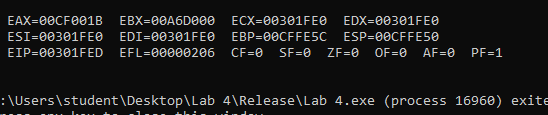 EAX=00CF001B EBX=00A6D000 ECX=00301FE0 EDX=00301FE0
ESI=00301FE0 EDI=00301FE0 EBP=00CFFE5C ESP=00CFFE50
EIP=00301FED EFL=00000206 CF=0 SF=0 ZF=0 OF=0 AF=0 PF=1
:\Users\student\Desktop\Lab 4\Release\Lab 4.exe (process 16960) exite